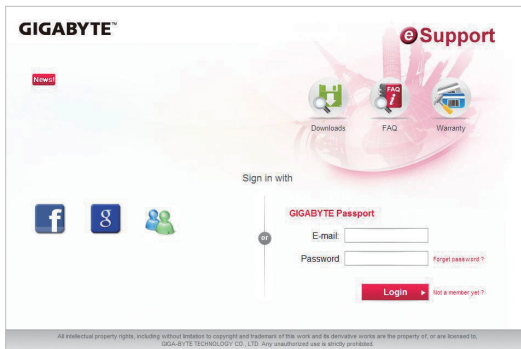 GIGABYTE™
eSupport
News!
FAQ
Downloads
FAQ
Warranty
Sign in with
GIGABYTE Passport
or
E-mail:
Password
Forget password ?
Login
Not a member yet ?
All intellectual property rights, including without limitation to copyright and trademark of this work and its derivative works are the property of, or are licensed to,
GIGA-BYTE TECHNOLOGY CO., LTD. Any unauthorized use is strictly prohibited.